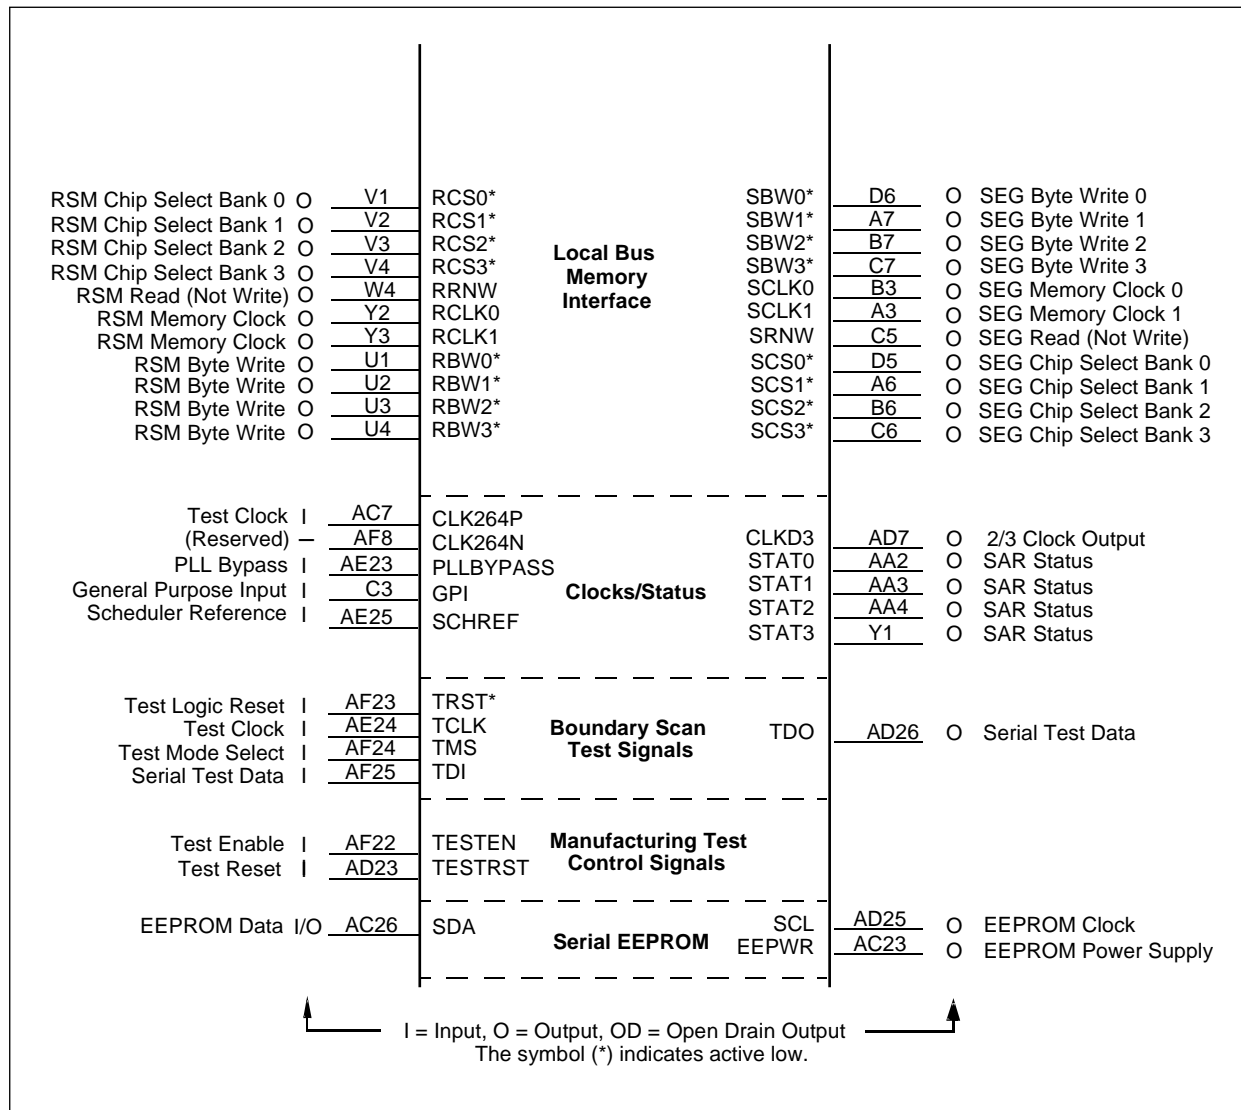 RSM Chip Select Bank 0 O V1 RCS0* SBW0* D6 O SEG Byte Write 0
RSM Chip Select Bank 1 O V2 RCS1* SBW1* A7 O SEG Byte Write 1
RSM Chip Select Bank 2 O V3 RCS2* Local Bus SBW2* B7 O SEG Byte Write 2
RSM Chip Select Bank 3 O V4 RCS3* Memory SBW3* C7 O SEG Byte Write 3
RSM Read (Not Write) O W4 RRNW Interface SCLK0 B3 O SEG Memory Clock 0
RSM Memory Clock O Y2 RCLK0 SCLK1 A3 O SEG Memory Clock 1
RSM Memory Clock O Y3 RCLK1 SRNW C5 O SEG Read (Not Write)
RSM Byte Write O U1 RBW0* SCS0* D5 O SEG Chip Select Bank 0
RSM Byte Write O U2 RBW1* SCS1* A6 O SEG Chip Select Bank 1
RSM Byte Write O U3 RBW2* SCS2* B6 O SEG Chip Select Bank 2
RSM Byte Write O U4 RBW3* SCS3* C6 O SEG Chip Select Bank 3
Test Clock I AC7 CLK264P
(Reserved) – AF8 CLK264N CLKD3 AD7 O 2/3 Clock Output
PLL Bypass I AE23 PLLBYPASS STAT0 AA2 O SAR Status
General Purpose Input I C3 GPI Clocks/Status STAT1 AA3 O SAR Status
Scheduler Reference I AE25 SCHREF STAT2 AA4 O SAR Status
STAT3 Y1 O SAR Status
Test Logic Reset I AF23 TRST*
Test Clock I AE24 TCLK Boundary Scan TDO AD26 O Serial Test Data
Test Mode Select I AF24 TMS Test Signals
Serial Test Data I AF25 TDI
Test Enable I AF22 TESTEN Manufacturing Test
Test Reset I AD23 TESTRST Control Signals
EEPROM Data I/O AC26 SDA SCL AD25 O EEPROM Clock
Serial EEPROM EEPWR AC23 O EEPROM Power Supply
I = Input, O = Output, OD = Open Drain Output
The symbol (*) indicates active low.